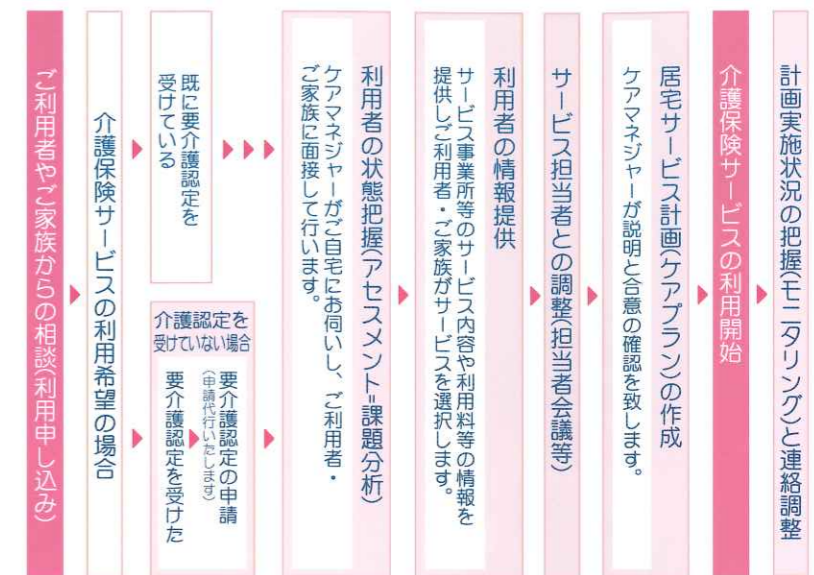 ご利用者やご家族からの相談(利用申し込み)
介護保険サービスの利用希望の場合
既に要介護認定を
受けている
介護認定を
受けていない場合
要介護認定の申請
(申請代行いたします)
要介護認定を受けた
利用者の状態把握(アセスメント=課題分析)
ケアマネジャーがご自宅にお伺いし、ご利用者・
ご家族に面接して行います。
利用者の情報提供
サービス事業所等のサービス内容や利用料等の情報を
提供しご利用者・ご家族がサービスを選択します。
サービス担当者との調整(担当者会議等)
居宅サービス計画(ケアプラン)の作成
ケアマネジャーが説明と合意の確認を致します。
介護保険サービスの利用開始
計画実施状況の把握(モニタリング)と連絡調整